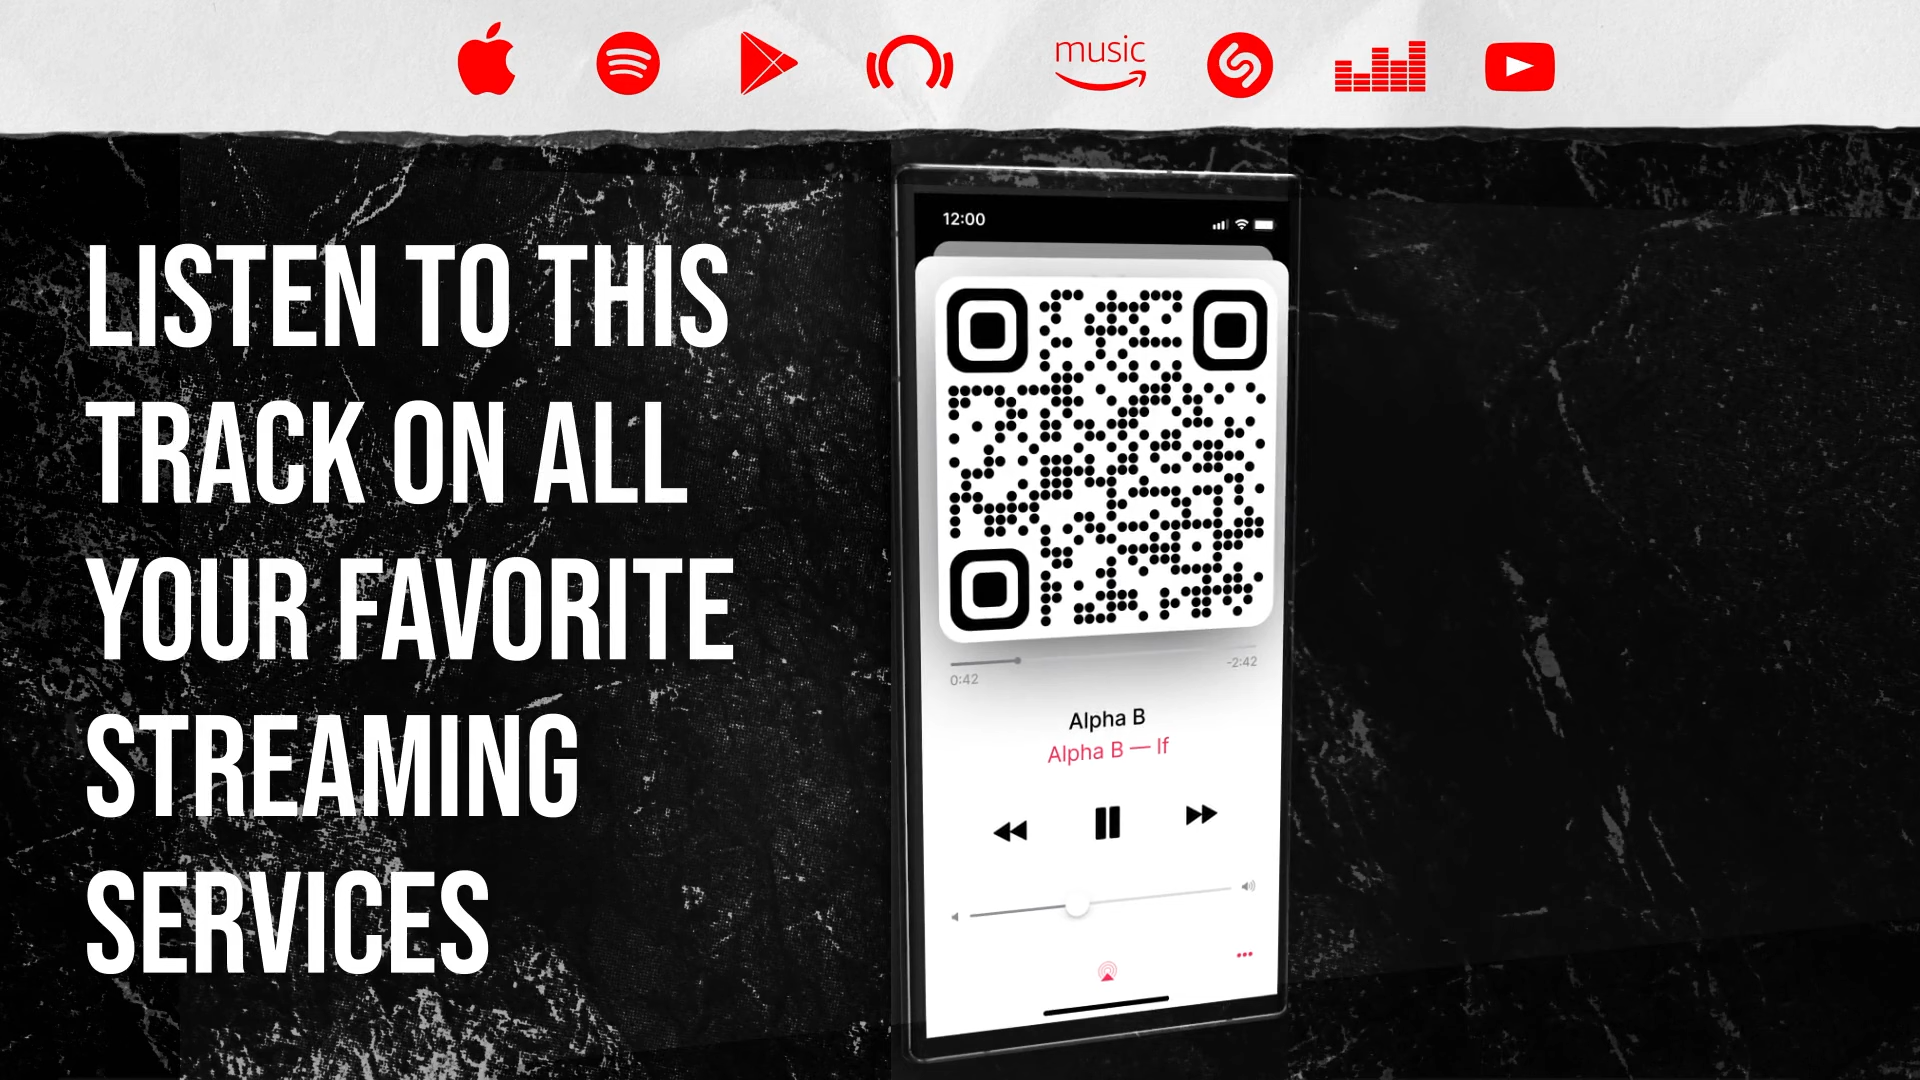 music
LISTEN TO THIS
TRACK ON ALL
YOUR FAVORITE
STREAMING
SERVICES
12:00
0:42
-2:42
Alpha B
Alpha B — If